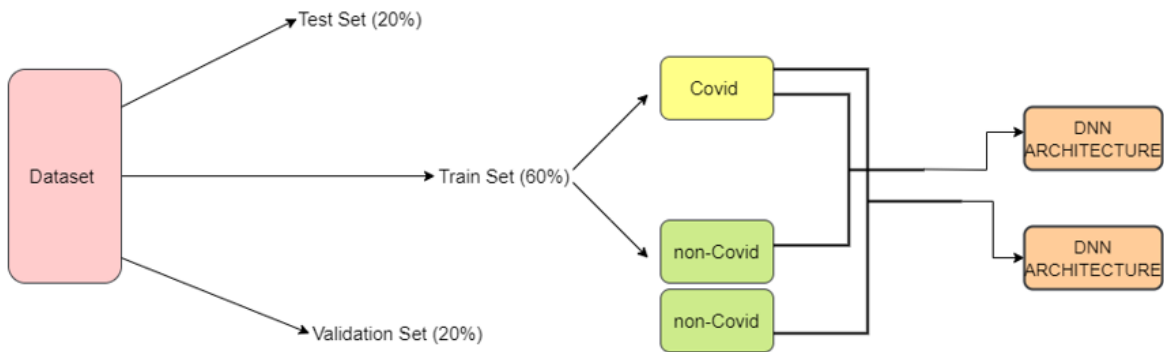 Test Set (20%)
Dataset
Train Set (60%)
Validation Set (20%)
Covid
non-Covid
non-Covid
DNN
ARCHITECTURE
DNN
ARCHITECTURE